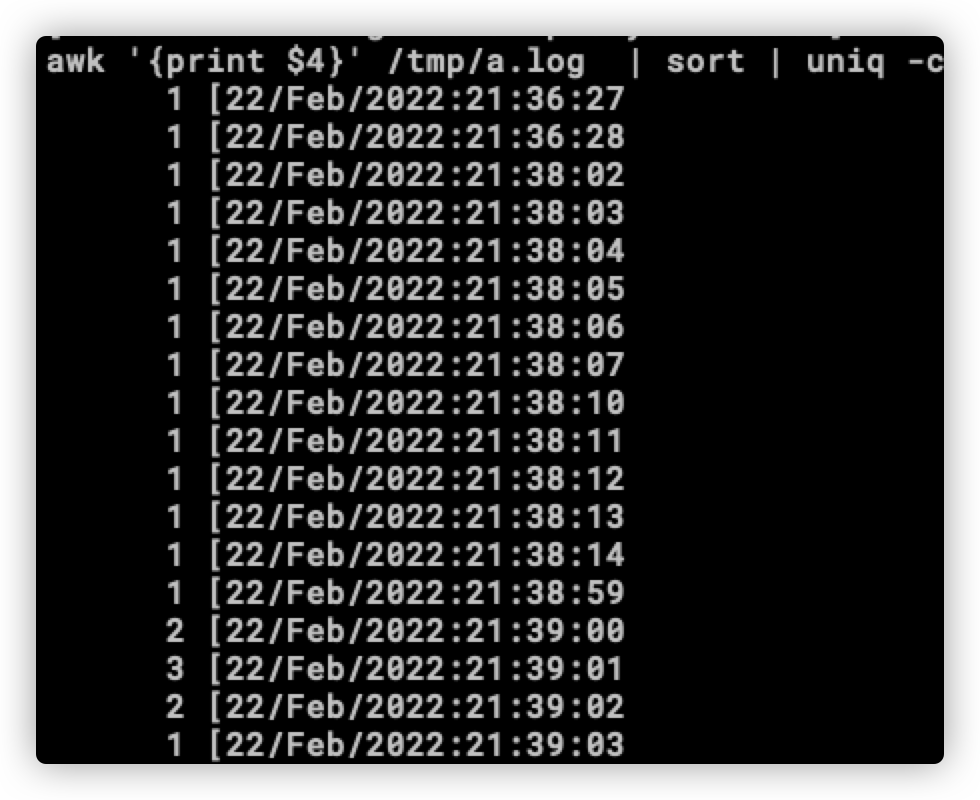 awk '{print $4}' /tmp/a.log | sort | uniq -c
1 [22/Feb/2022:21:36:27
1 [22/Feb/2022:21:36:28
1 [22/Feb/2022:21:38:02
1 [22/Feb/2022:21:38:03
1 [22/Feb/2022:21:38:04
1 [22/Feb/2022:21:38:05
1 [22/Feb/2022:21:38:06
1 [22/Feb/2022:21:38:07
1 [22/Feb/2022:21:38:10
1 [22/Feb/2022:21:38:11
1 [22/Feb/2022:21:38:12
1 [22/Feb/2022:21:38:13
1 [22/Feb/2022:21:38:14
1 [22/Feb/2022:21:38:59
2 [22/Feb/2022:21:39:00
3 [22/Feb/2022:21:39:01
2 [22/Feb/2022:21:39:02
1 [22/Feb/2022:21:39:03